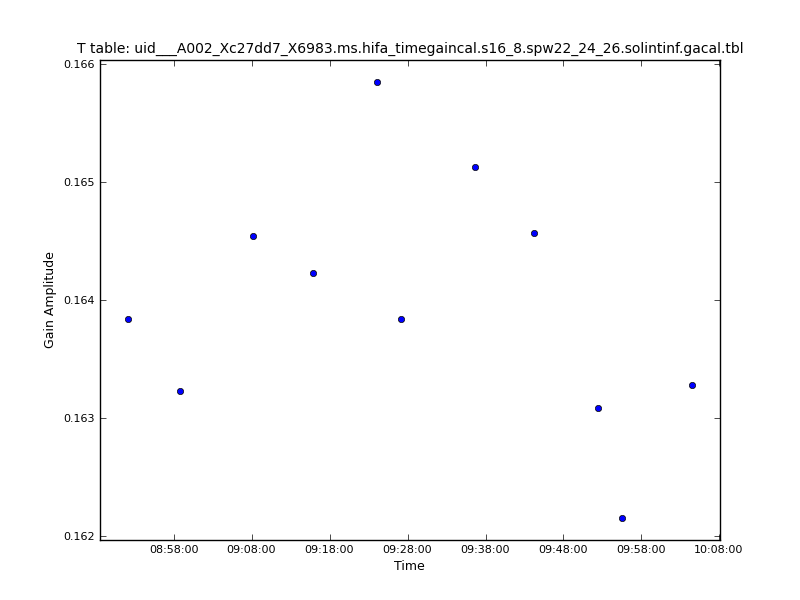 T table: uid___A002_Xc27dd7_X6983.ms.hifa_timegaincal.s16_8.spw22_24_26.solintinf.gacal.tbl
0.166
0.165
0.164
0.163
0.162
Gain Amplitude
08:58:00 09:08:00 09:18:00 09:28:00 09:38:00 09:48:00 09:58:00 10:08:00
Time